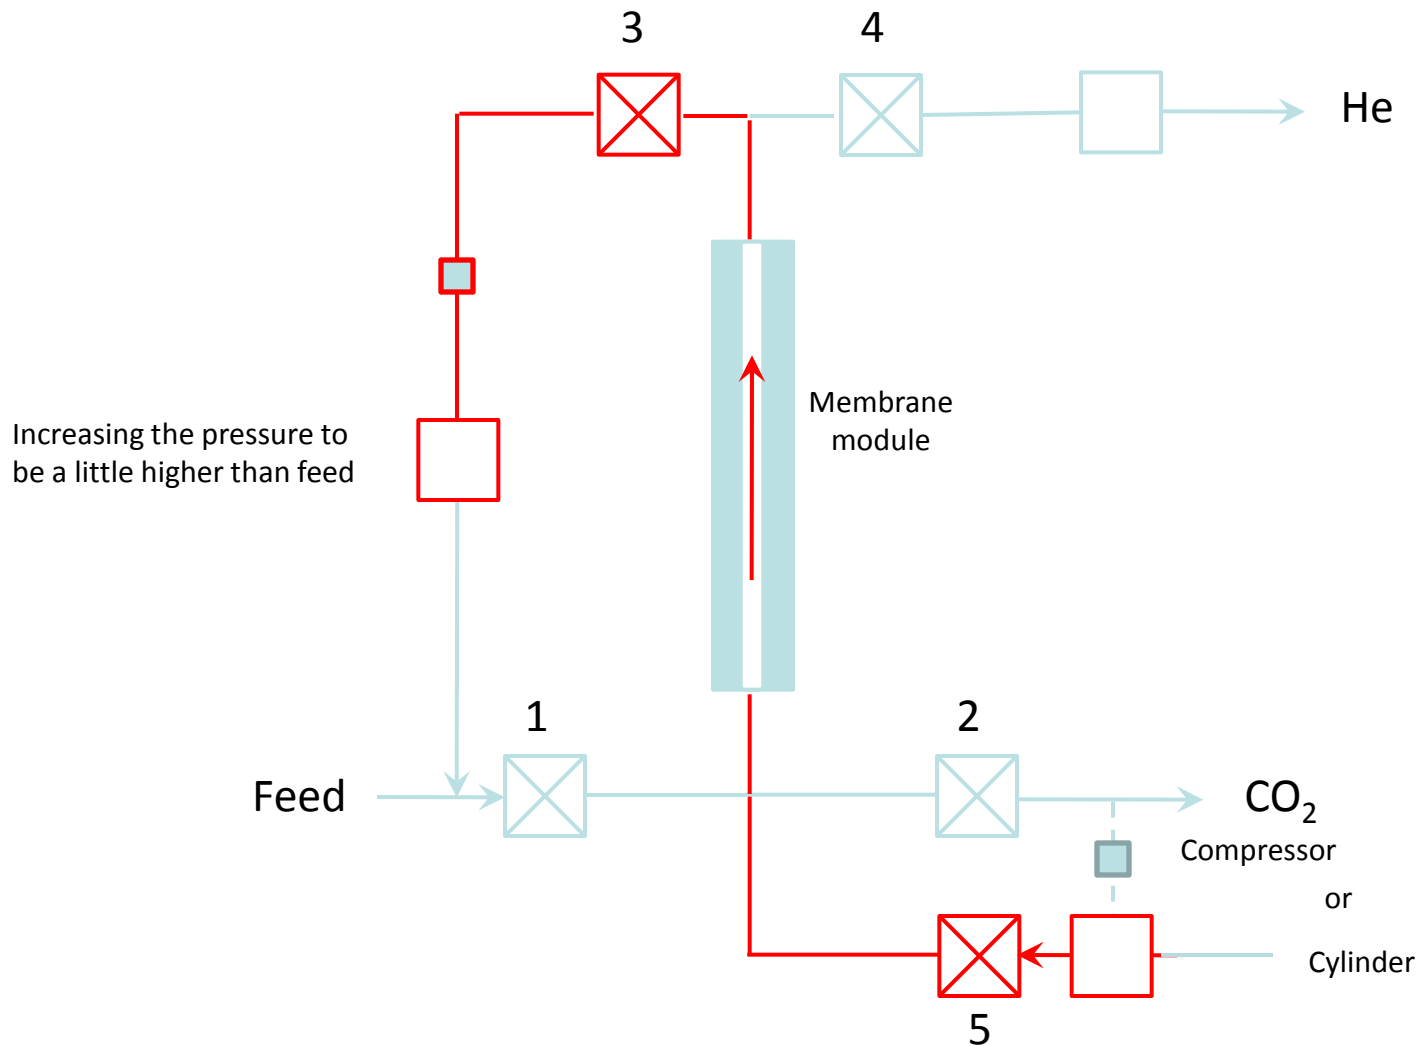 3
4
He
Membrane
module
Increasing the pressure to
be a little higher than feed
1
2
Feed
CO₂
Compressor
or
Cylinder
5